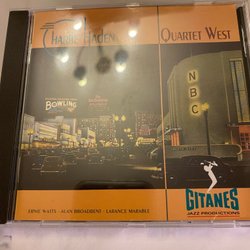 CHARLIE HADEN
QUARTET WEST
BOWLING
NBC
GITANES
JAZZ PRODUCTIONS
ERNIE WATTS · ALAN BROADBENT · LARANCE MARABLE